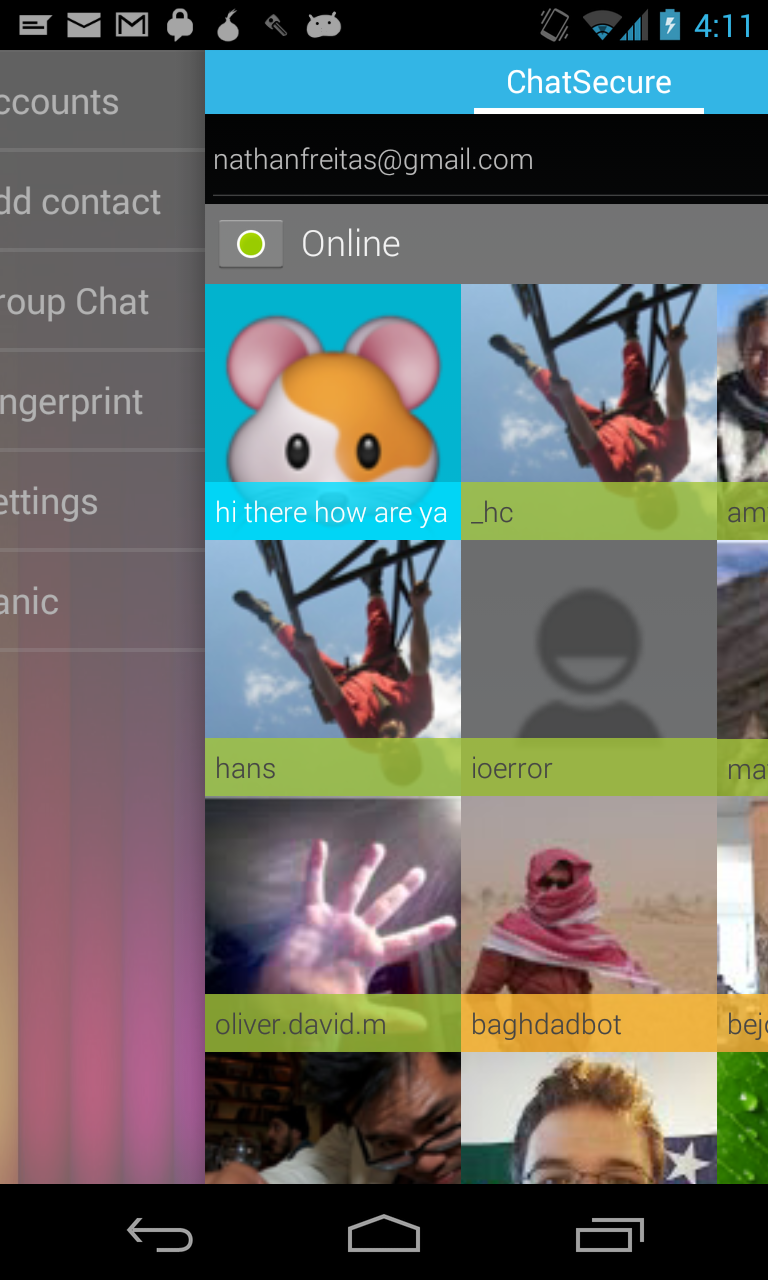 4:11
ccounts
dd contact
roup Chat
ngerprint
ettings
anic
ChatSecure
nathanfreitas@gmail.com
Online
hi there how are ya
_hc
am
hans
ioerror
ma
oliver.david.m
baghdadbot
bejo